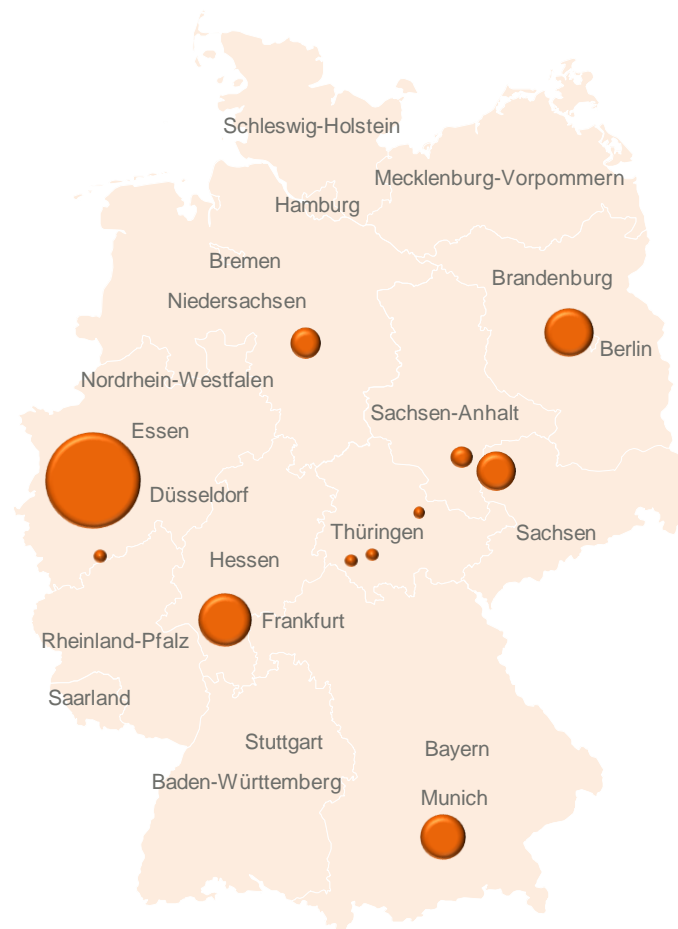 Schleswig-Holstein
Mecklenburg-Vorpommern
Hamburg
Bremen
Brandenburg
Niedersachsen
Berlin
Nordrhein-Westfalen
Sachsen-Anhalt
Essen
Düsseldorf
Thüringen
Sachsen
Hessen
Frankfurt
Rheinland-Pfalz
Saarland
Stuttgart
Bayern
Baden-Württemberg
Munich